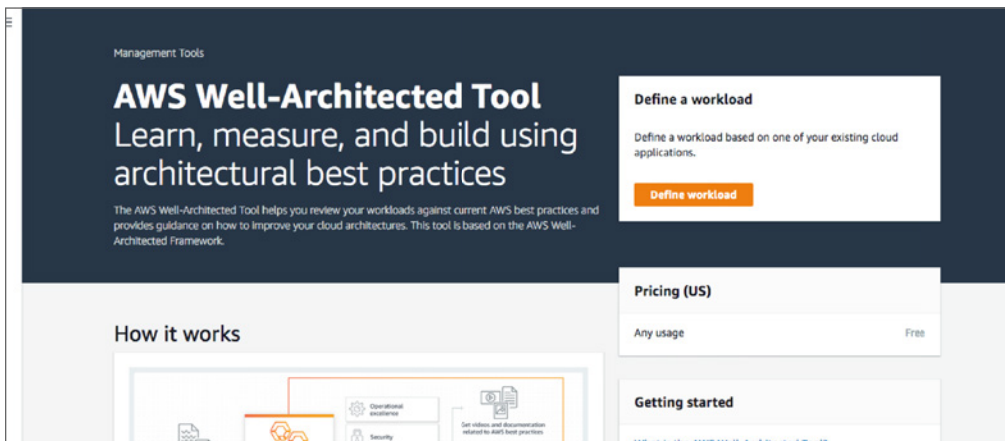 Management Tools
AWS Well-Architected Tool
Learn, measure, and build using
architectural best practices
The AWS Well-Architected Tool helps you review your workloads against current AWS best practices and
provides guidance on how to improve your cloud architectures. This tool is based on the AWS Well-
Architected Framework.
Define a workload
Define a workload based on one of your existing cloud
applications.
Define workload
Pricing (US)
Any usage
Free
How it works
Operational
excellence
Security
Get videos and documentation
related to AWS best practices
Getting started